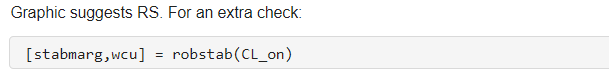 Graphic suggests RS. For an extra check:
[stabmarg,wcu] = robstab(CL_on)